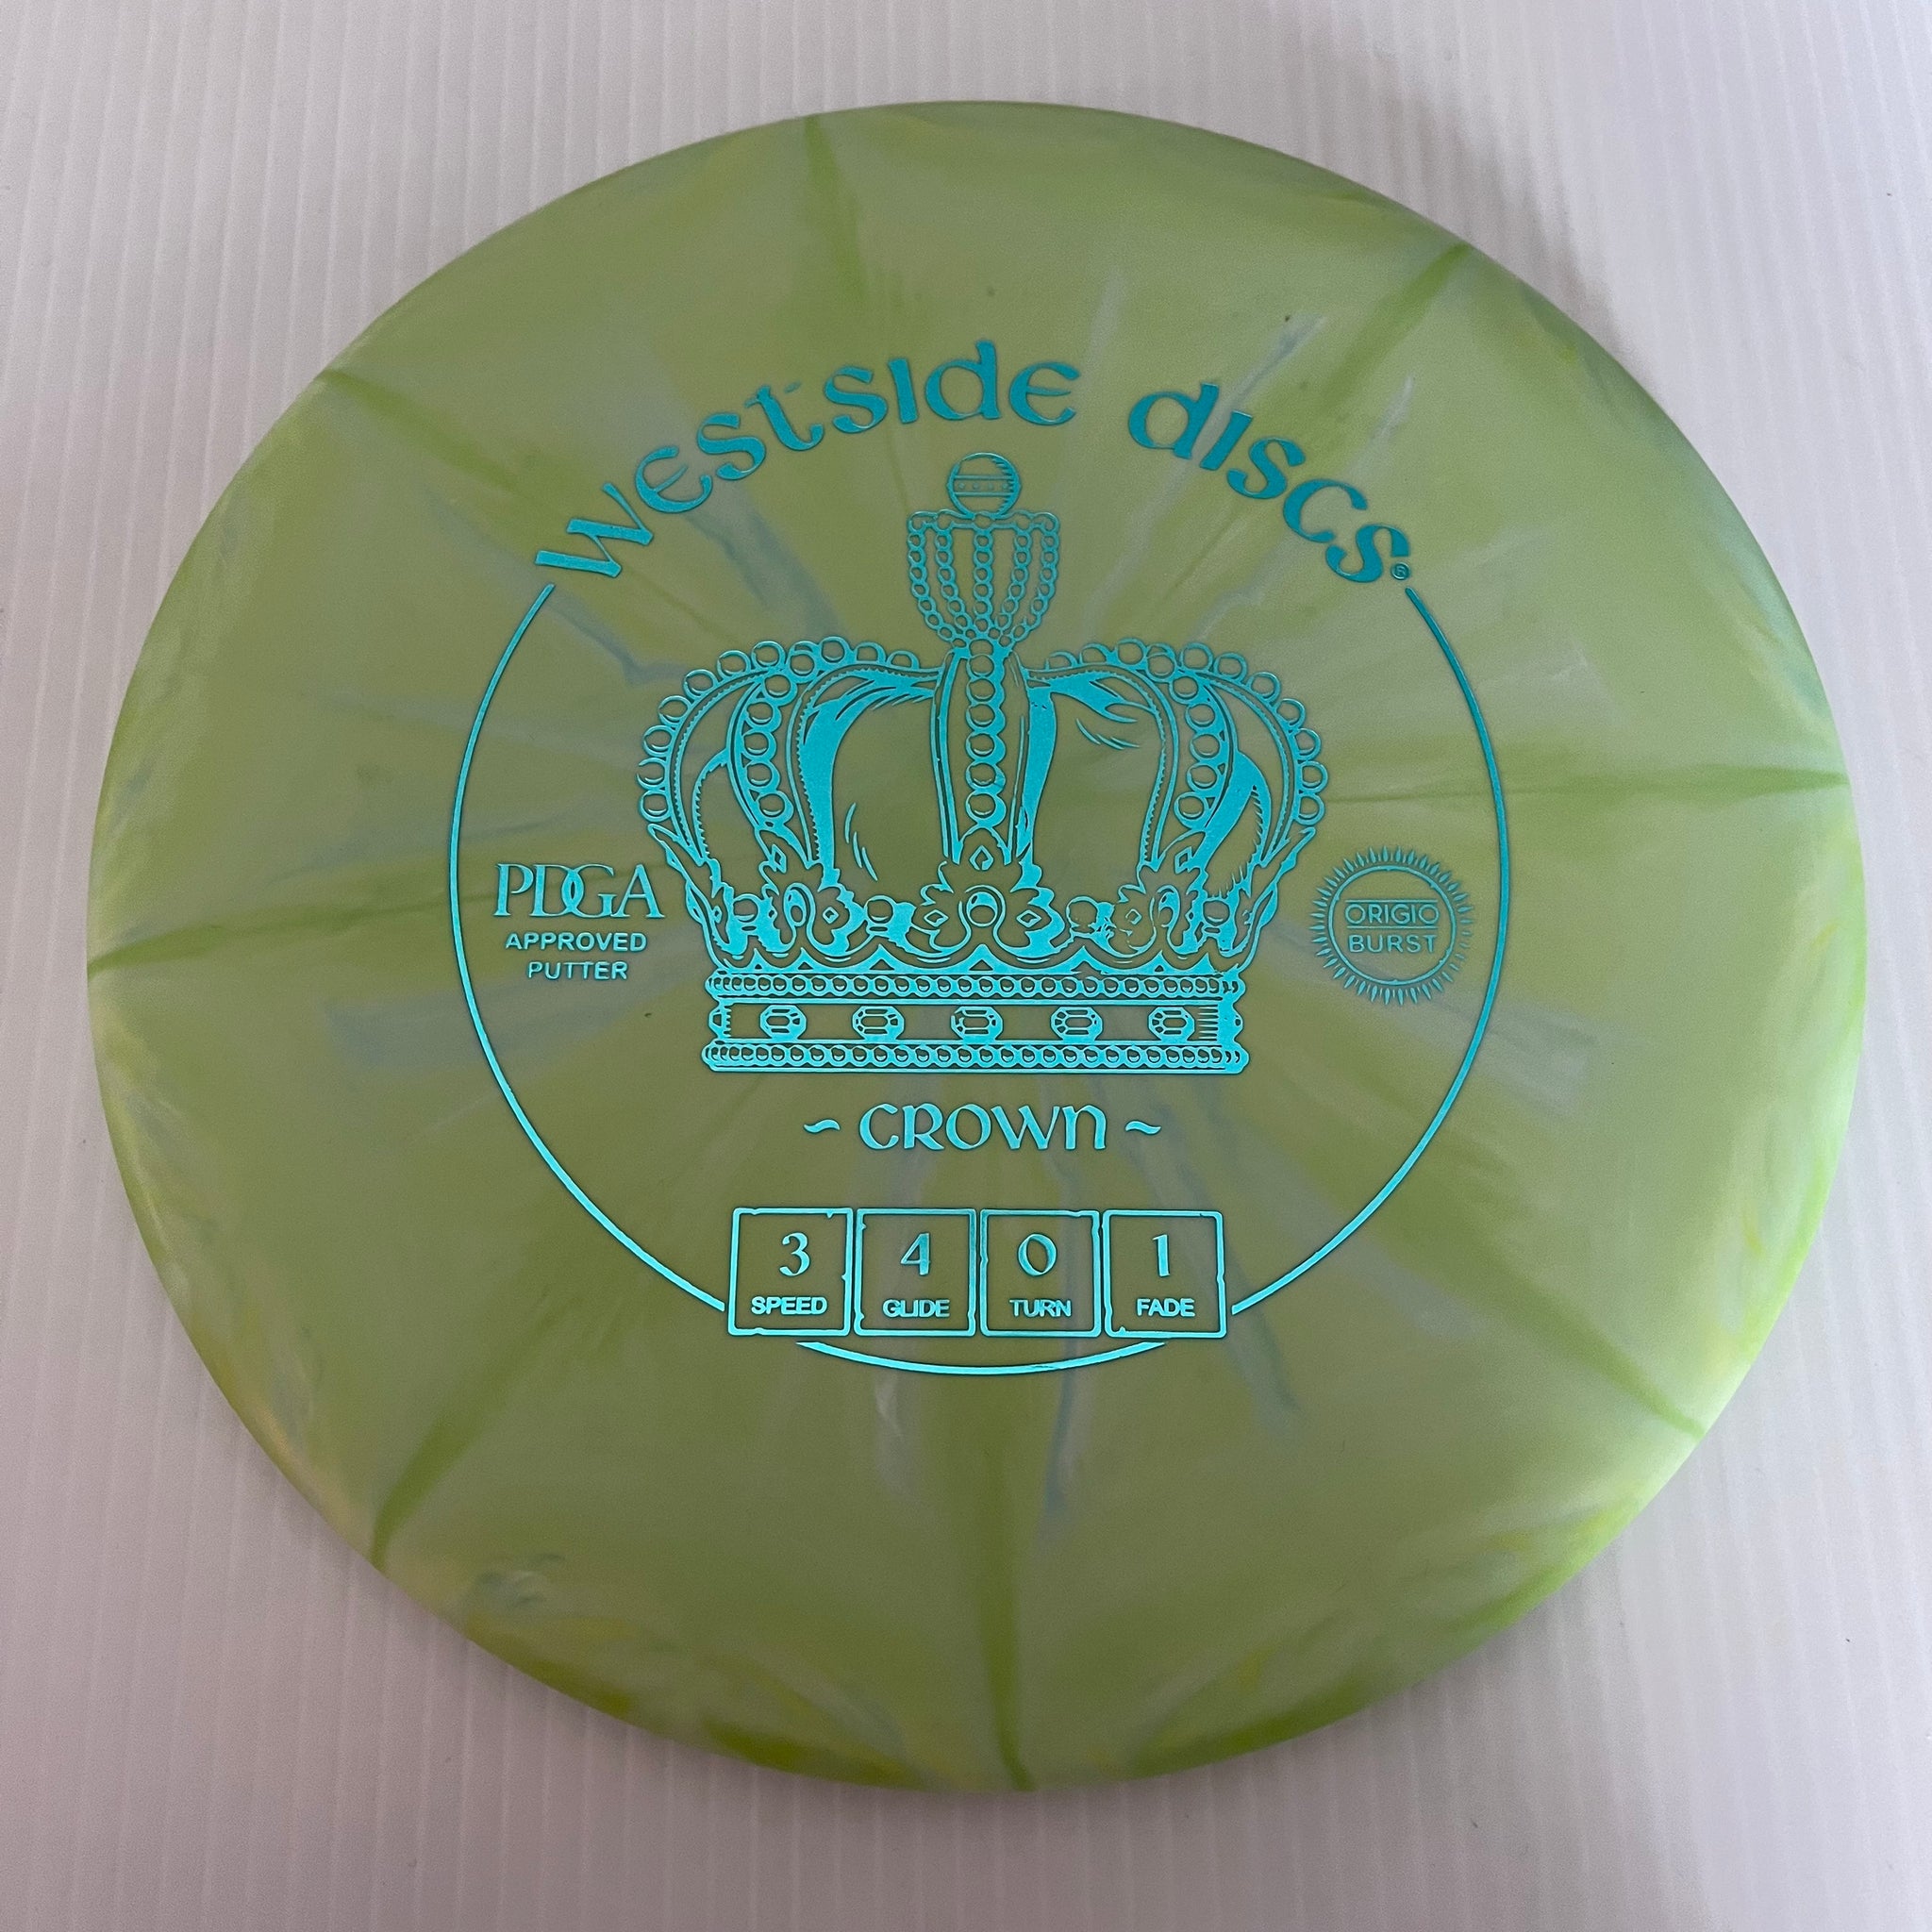 Westside Discs®
PDGA
APPROVED
PUTTER
ORIGIO
BURST
~ CROWN ~
3 4 0 1
SPEED GLIDE TURN FADE